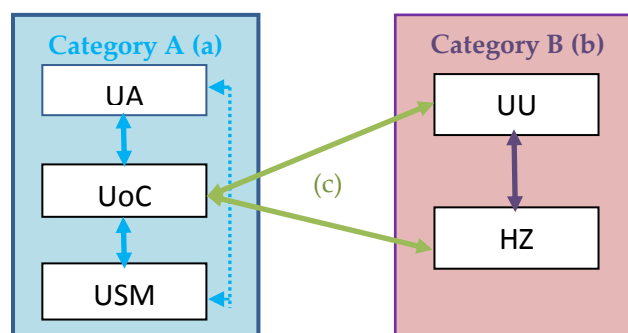 Category A (a)
UA
UoC
USM
(c)
Category B (b)
UU
HZ